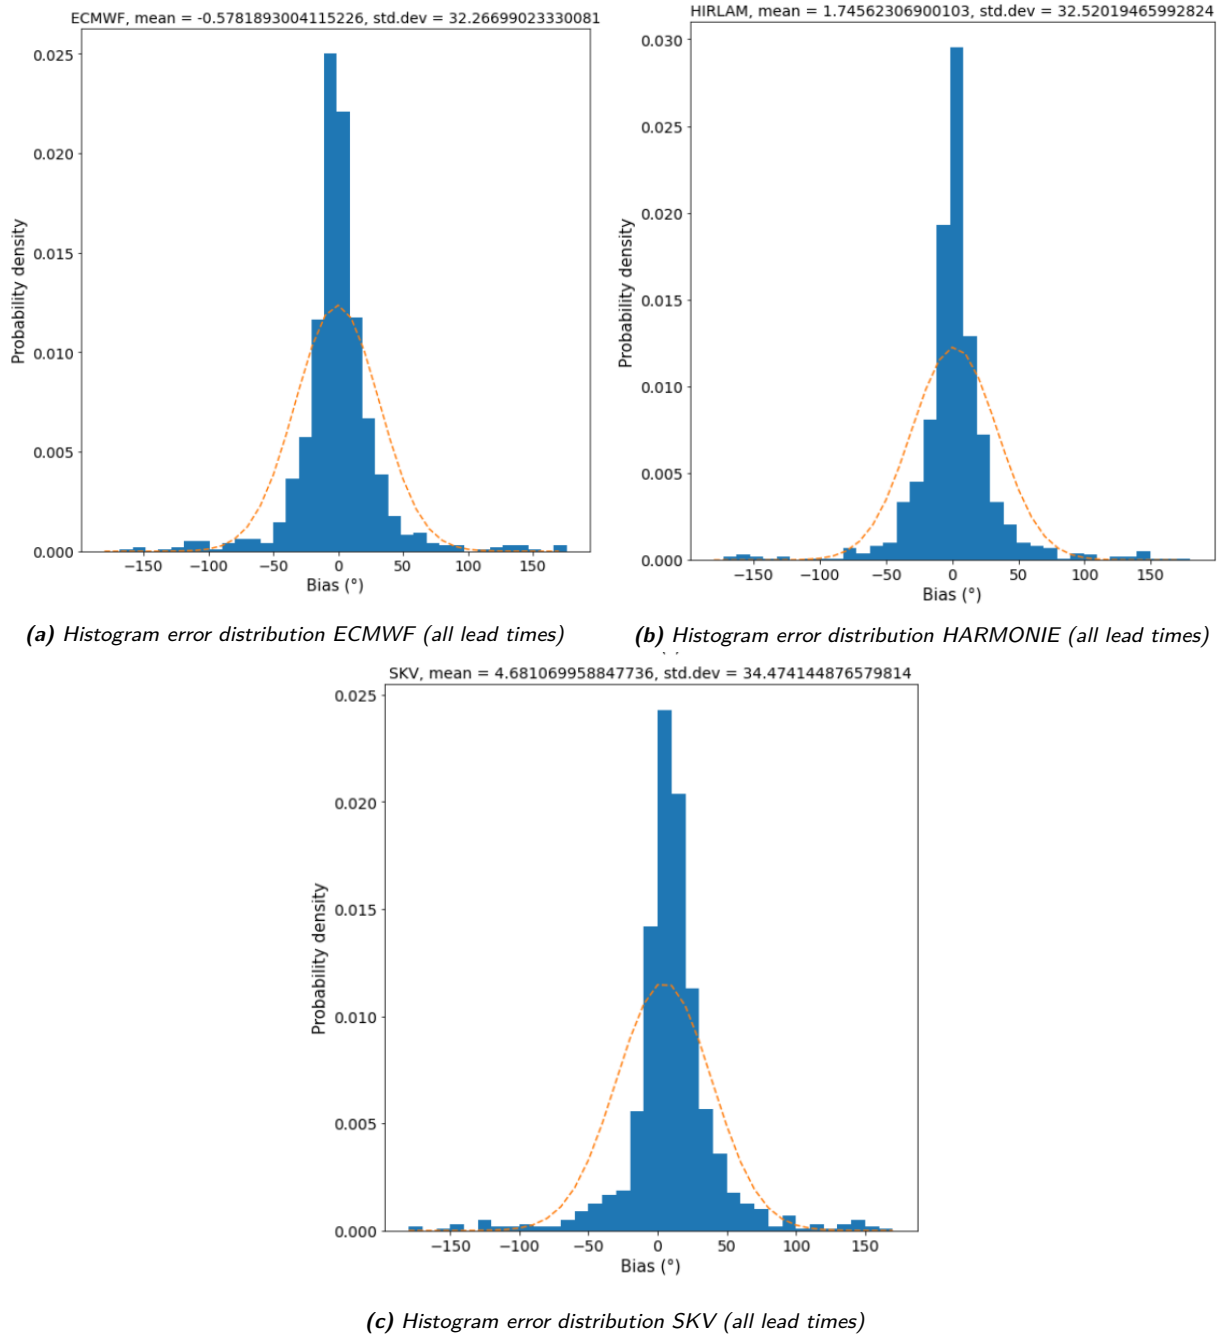 ECMWF, mean = -0.5781893004115226, std.dev = 32.26699023330081
0.025
0.020
0.015
0.010
0.005
0.000
Probability density
−150 −100 −50 0 50 100 150
Bias (°)
(a) Histogram error distribution ECMWF (all lead times)
HIRLAM, mean = 1.74562306900103, std.dev = 32.52019465992824
0.030
0.025
0.020
0.015
0.010
0.005
0.000
Probability density
−150 −100 −50 0 50 100 150
Bias (°)
(b) Histogram error distribution HARMONIE (all lead times)
SKV, mean = 4.681069958847736, std.dev = 34.474144876579814
0.025
0.020
0.015
0.010
0.005
0.000
Probability density
−150 −100 −50 0 50 100 150
Bias (°)
(c) Histogram error distribution SKV (all lead times)